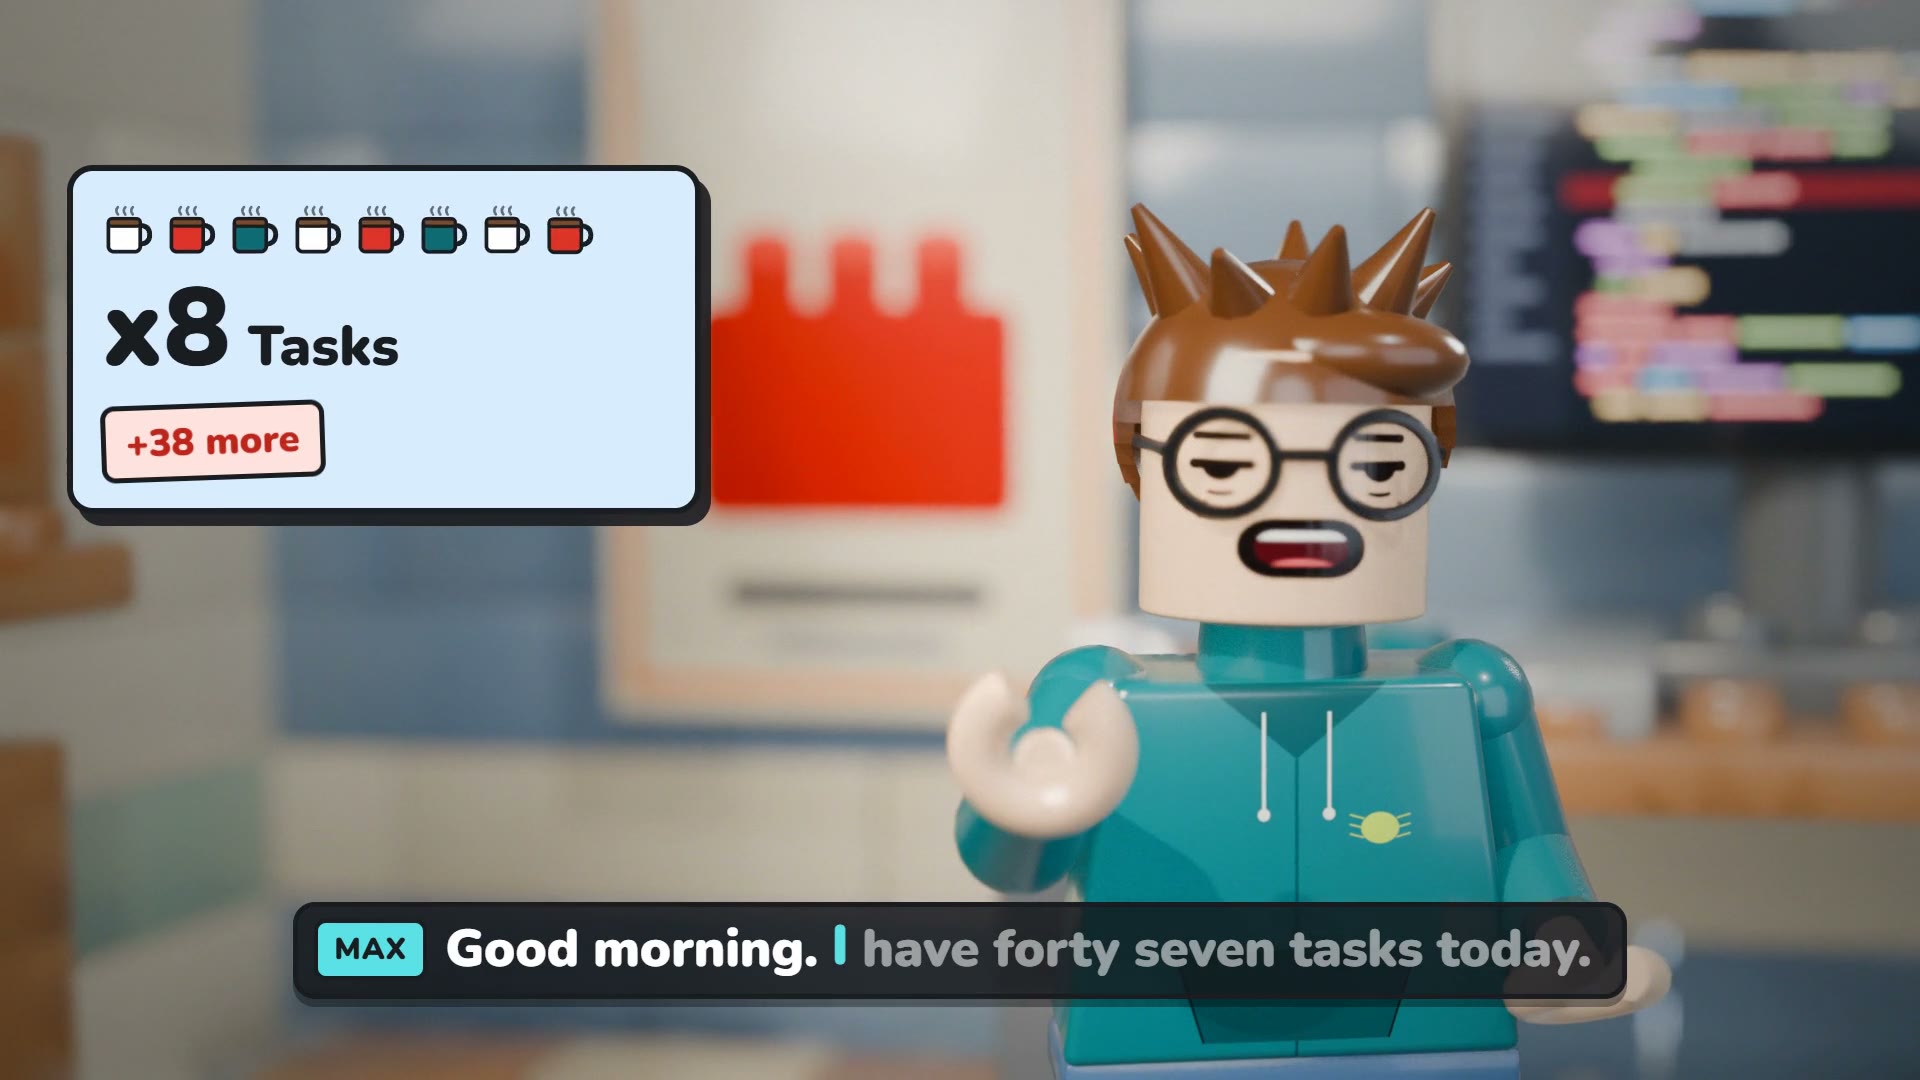 x8 Tasks
+38 more
MAX Good morning. I have forty seven tasks today.